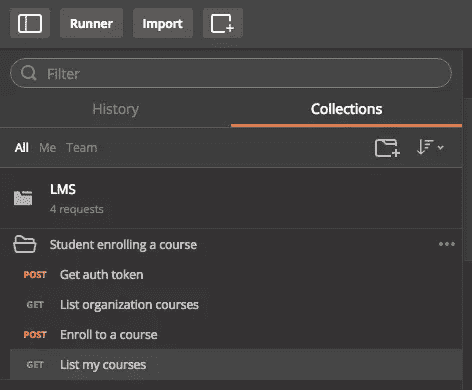 Runner Import
Filter
History Collections
All Me Team
LMS
4 requests
Student enrolling a course
POST Get auth token
GET List organization courses
POST Enroll to a course
GET List my courses